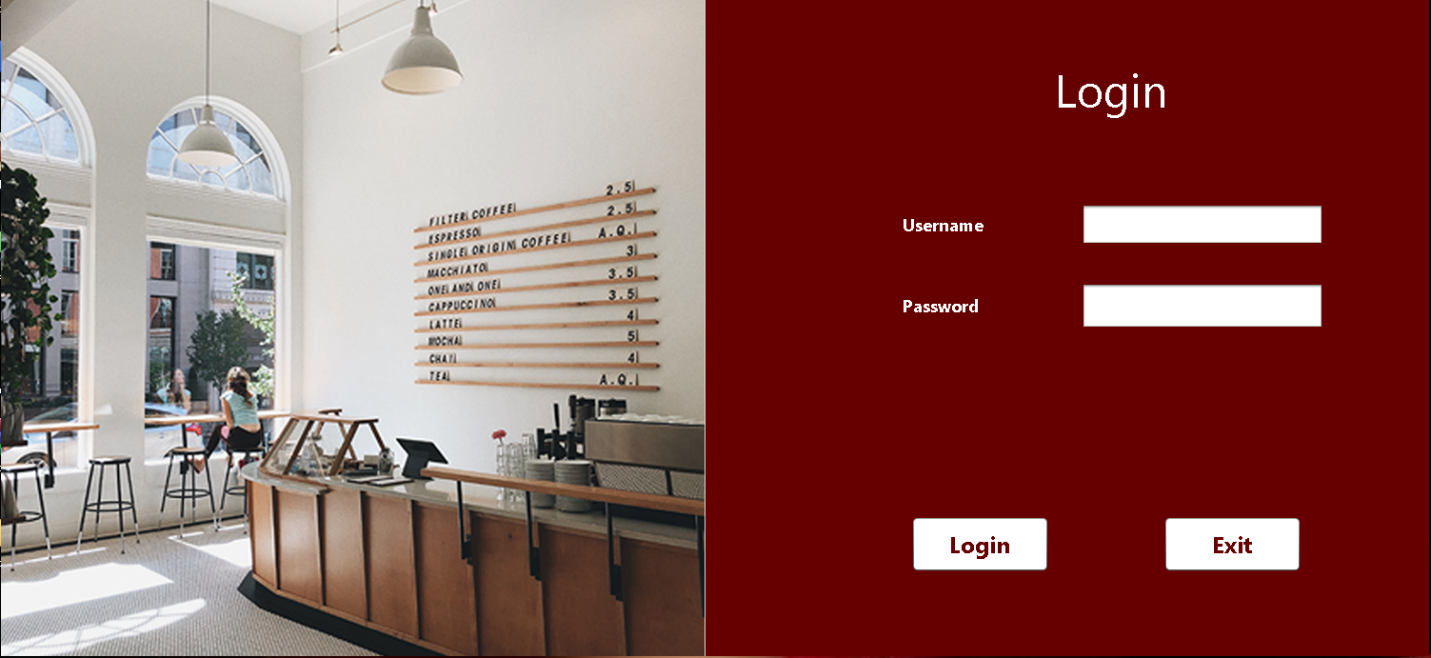 FILTER COFFEE 2.5
ESPRESSO 2.5
SINGLE ORIGIN COFFEE A.Q.
MACCHIATO 3
ONE AND ONE 3.5
CAPPUCCINO 3.5
LATTE 4
MOCHA 5
CHAI 4
TEA A.Q.
Login
Username
Password
Login Exit